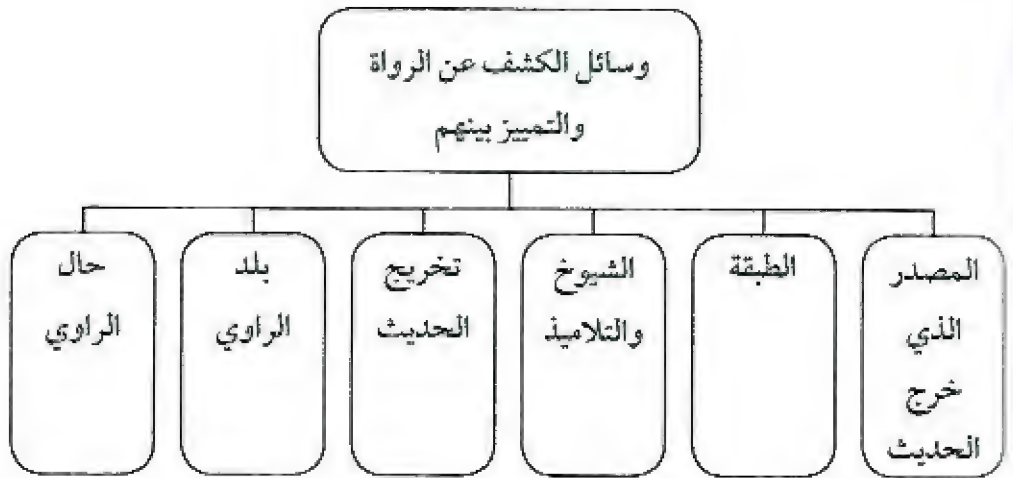 وسائل الكشف عن الرواة
والتمييز بينهم
المصدر
الذي
خرج
الحديث
الطبقة
الشيوخ
والتلاميذ
تخريج
الحديث
بلد
الراوي
حال
الراوي